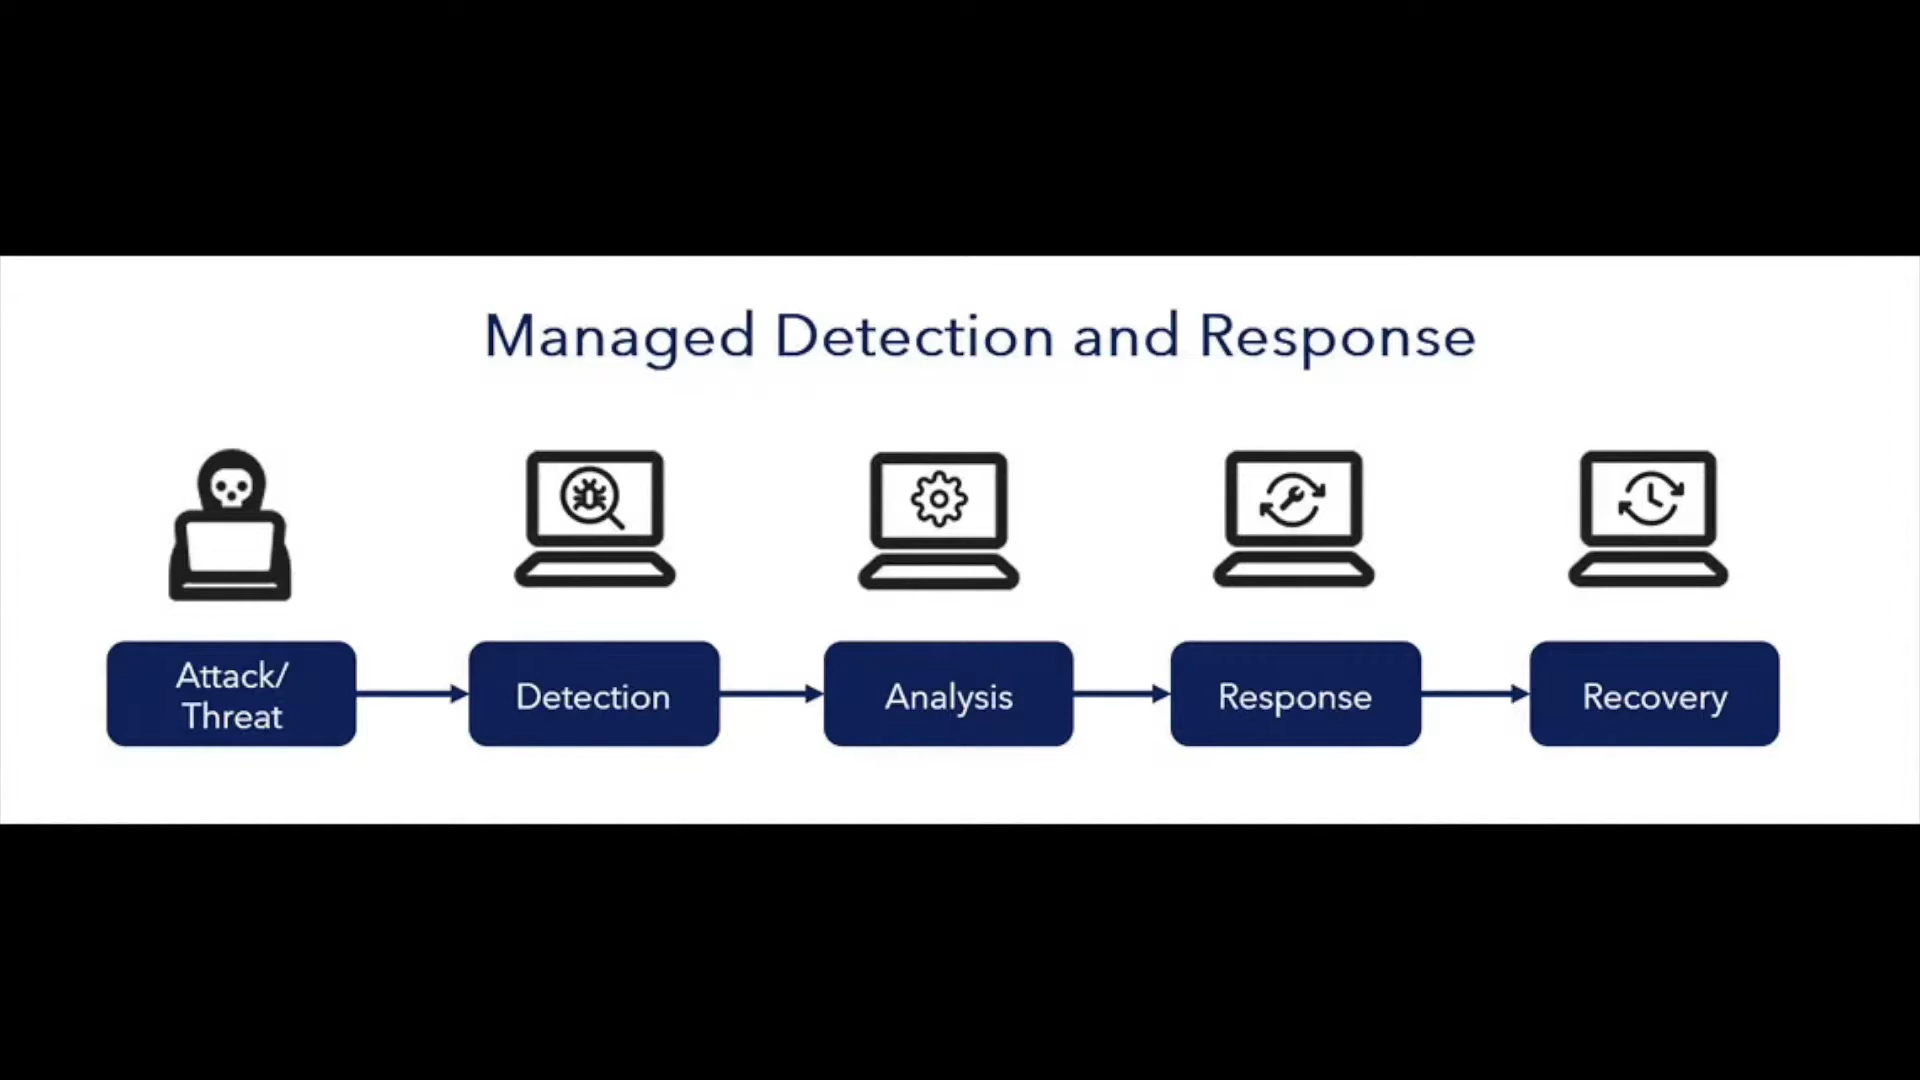 Managed Detection and Response
Attack/
Threat
Detection
Analysis
Response
Recovery